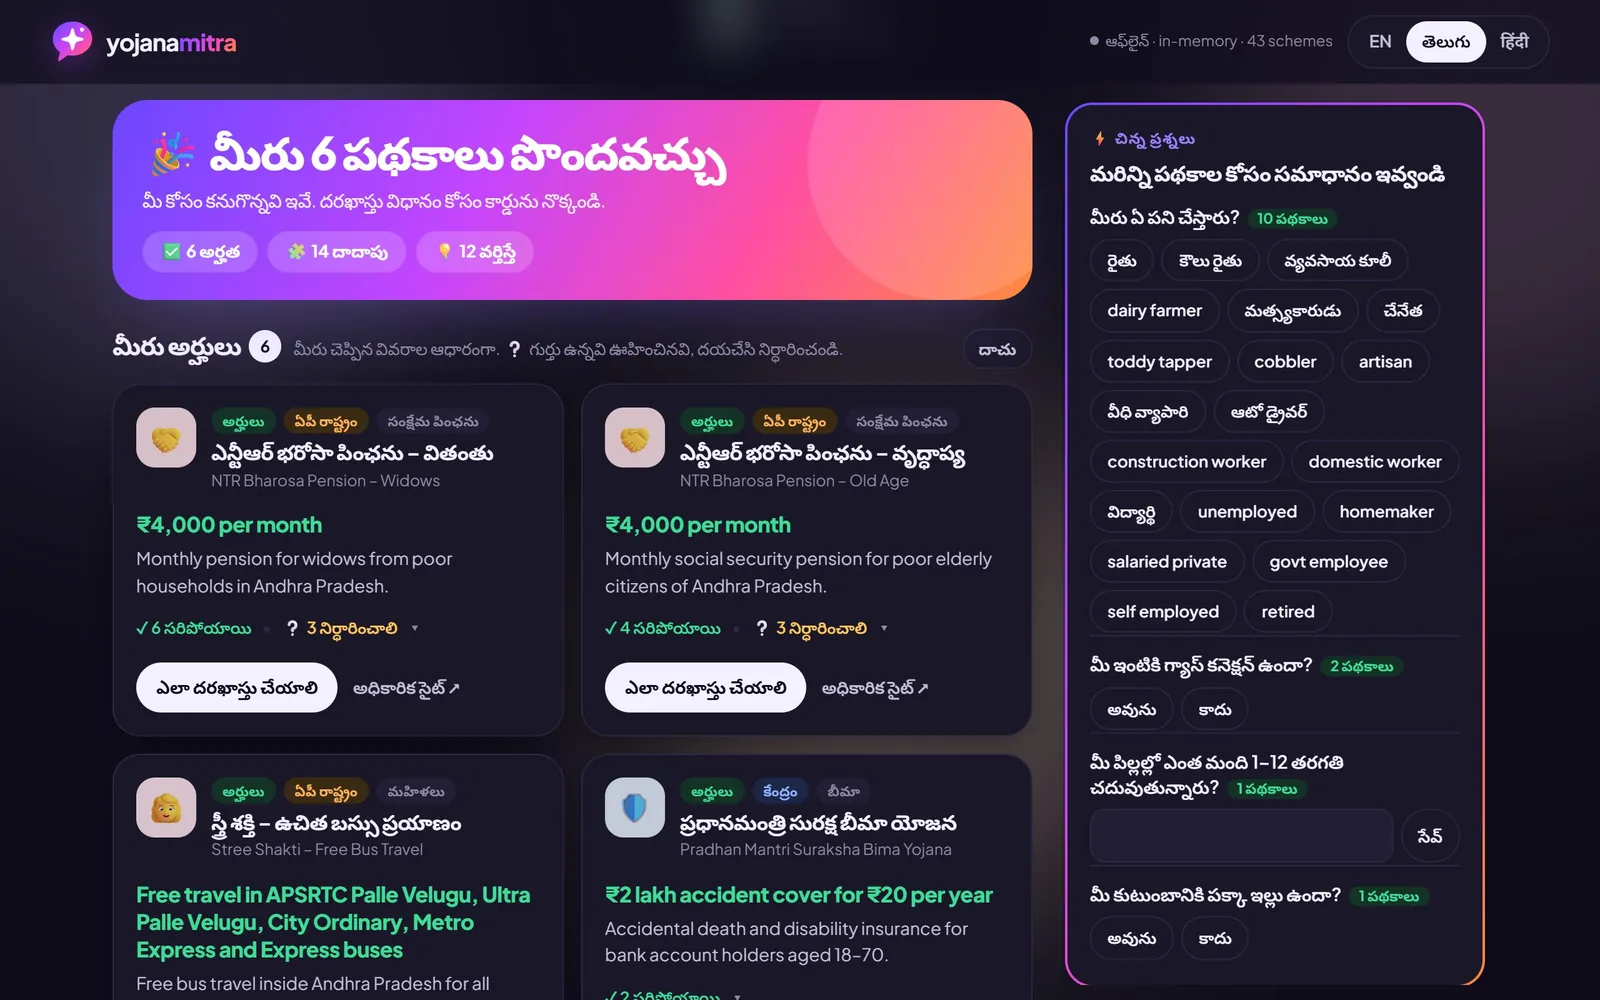 yojanamitra
ఆఫ్‌లైన్ · in-memory · 43 schemes
EN
తెలుగు
हिंदी
మీరు 6 పథకాలు పొందవచ్చు
మీ కోసం కనుగొన్నవి ఇవే. దరఖాస్తు విధానం కోసం కార్డును నొక్కండి.
6 అర్హత
14 దాదాపు
12 వర్తిస్తే
మీరు అర్హులు 6
మీరు చెప్పిన వివరాల ఆధారంగా. ? గుర్తు ఉన్నవి ఊహించినవి, దయచేసి నిర్ధారించండి.
దాచు
అర్హులు ఏపీ రాష్ట్రం సంక్షేమ పింఛను
ఎన్టీఆర్ భరోసా పింఛను – వితంతు
NTR Bharosa Pension – Widows
₹4,000 per month
Monthly pension for widows from poor
households in Andhra Pradesh.
✓ 6 సరిపోయాయి · ? 3 నిర్ధారించాలి ▾
ఎలా దరఖాస్తు చేయాలి
అధికారిక సైట్ ↗
అర్హులు ఏపీ రాష్ట్రం సంక్షేమ పింఛను
ఎన్టీఆర్ భరోసా పింఛను – వృద్ధాప్య
NTR Bharosa Pension – Old Age
₹4,000 per month
Monthly social security pension for poor elderly
citizens of Andhra Pradesh.
✓ 4 సరిపోయాయి · ? 3 నిర్ధారించాలి ▾
ఎలా దరఖాస్తు చేయాలి
అధికారిక సైట్ ↗
అర్హులు ఏపీ రాష్ట్రం మహిళలు
స్త్రీ శక్తి – ఉచిత బస్సు ప్రయాణం
Stree Shakti – Free Bus Travel
Free travel in APSRTC Palle Velugu, Ultra
Palle Velugu, City Ordinary, Metro
Express and Express buses
Free bus travel inside Andhra Pradesh for all
అర్హులు కేంద్రం బీమా
ప్రధానమంత్రి సురక్ష బీమా యోజన
Pradhan Mantri Suraksha Bima Yojana
₹2 lakh accident cover for ₹20 per year
Accidental death and disability insurance for
bank account holders aged 18–70.
✓ 2 సరిపోయాయి ▾
చిన్న ప్రశ్నలు
మరిన్ని పథకాల కోసం సమాధానం ఇవ్వండి
మీరు ఏ పని చేస్తారు? 10 పథకాలు
రైతు
కౌలు రైతు
వ్యవసాయ కూలీ
dairy farmer
మత్స్యకారుడు
చేనేత
toddy tapper
cobbler
artisan
వీధి వ్యాపారి
ఆటో డ్రైవర్
construction worker
domestic worker
విద్యార్థి
unemployed
homemaker
salaried private
govt employee
self employed
retired
మీ ఇంటికి గ్యాస్ కనెక్షన్ ఉందా? 2 పథకాలు
అవును
కాదు
మీ పిల్లల్లో ఎంత మంది 1–12 తరగతి
చదువుతున్నారు? 1 పథకాలు
సేవ్
మీ కుటుంబానికి పక్కా ఇల్లు ఉందా? 1 పథకాలు
అవును
కాదు